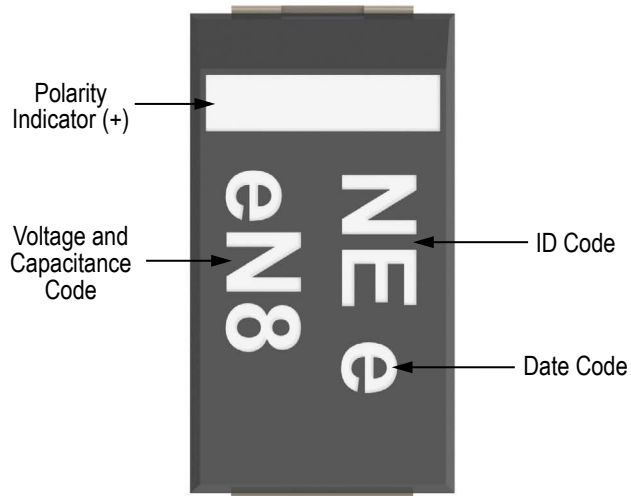 Polarity
Indicator (+)
Voltage and
Capacitance
Code
eN8
NE e
ID Code
Date Code